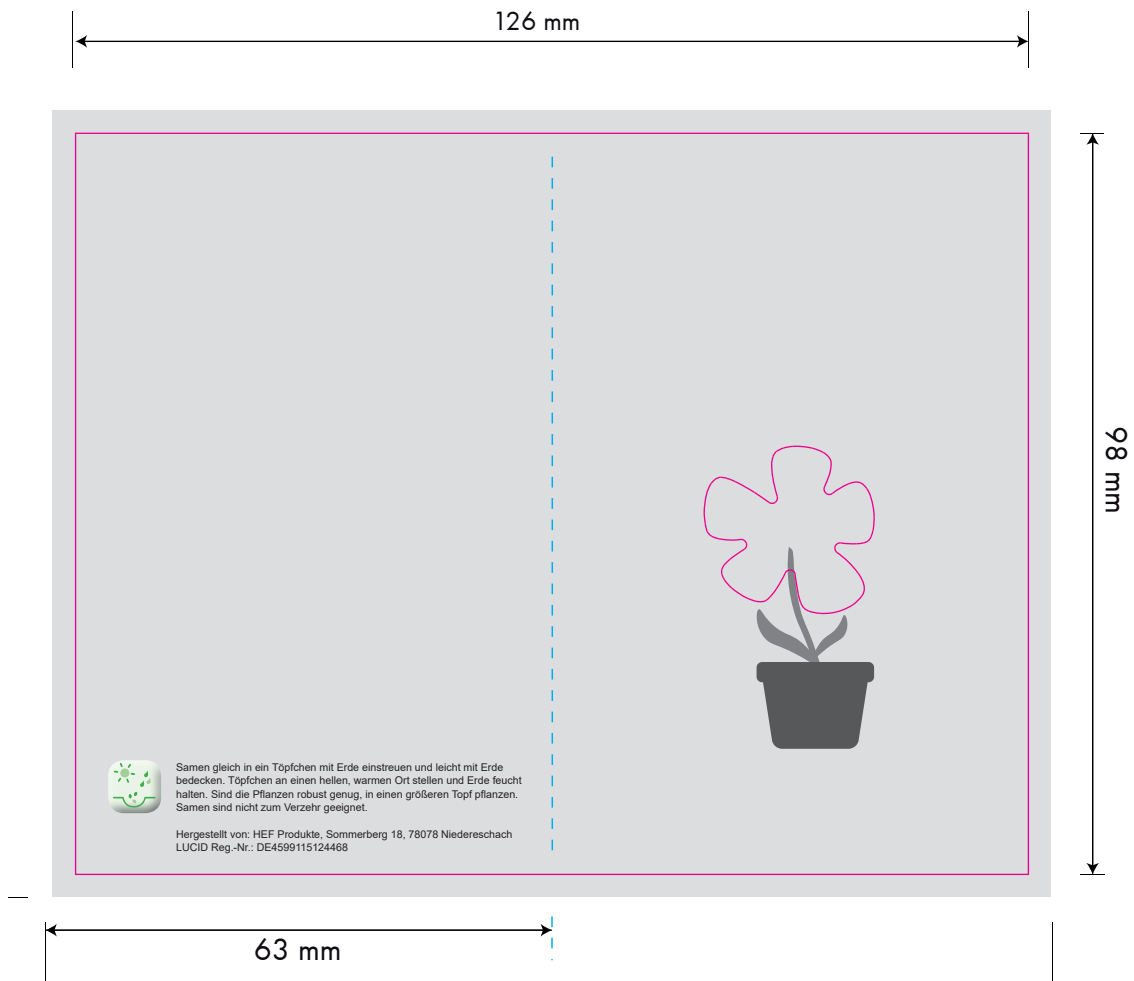 126 mm
98 mm
Samen gleich in ein Töpfchen mit Erde einstreuen und leicht mit Erde
bedecken. Töpfchen an einen hellen, warmen Ort stellen und Erde feucht
halten. Sind die Pflanzen robust genug, in einen größeren Topf pflanzen.
Samen sind nicht zum Verzehr geeignet.
Hergestellt von: HEF Produkte, Sommerberg 18, 78078 Niedereschach
LUCID Reg.-Nr.: DE4599115124468
63 mm